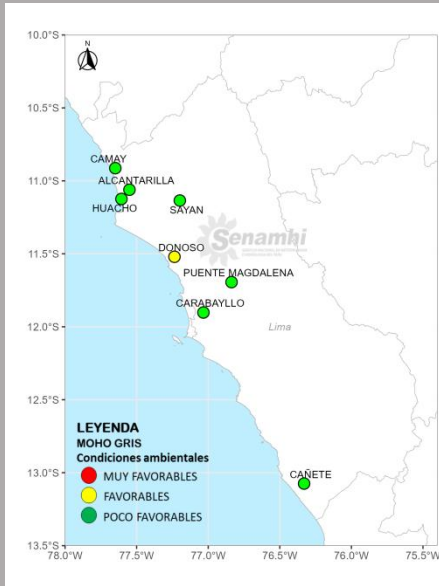 10.0°S
N
10.5°S
CAMAY
11.0°S
ALCANTARILLA
HUACHO
SAYAN
Senamhi
DONOSO
11.5°S
PUENTE MAGDALENA
CARABAYLLO
12.0°S
Lima
12.5°S
LEYENDA
MOHO GRIS
Condiciones ambientales
MUY FAVORABLES
FAVORABLES
POCO FAVORABLES
CAÑETE
13.0°S
13.5°S
78.0°W 77.5°W 77.0°W 76.5°W 76.0°W 75.5°W